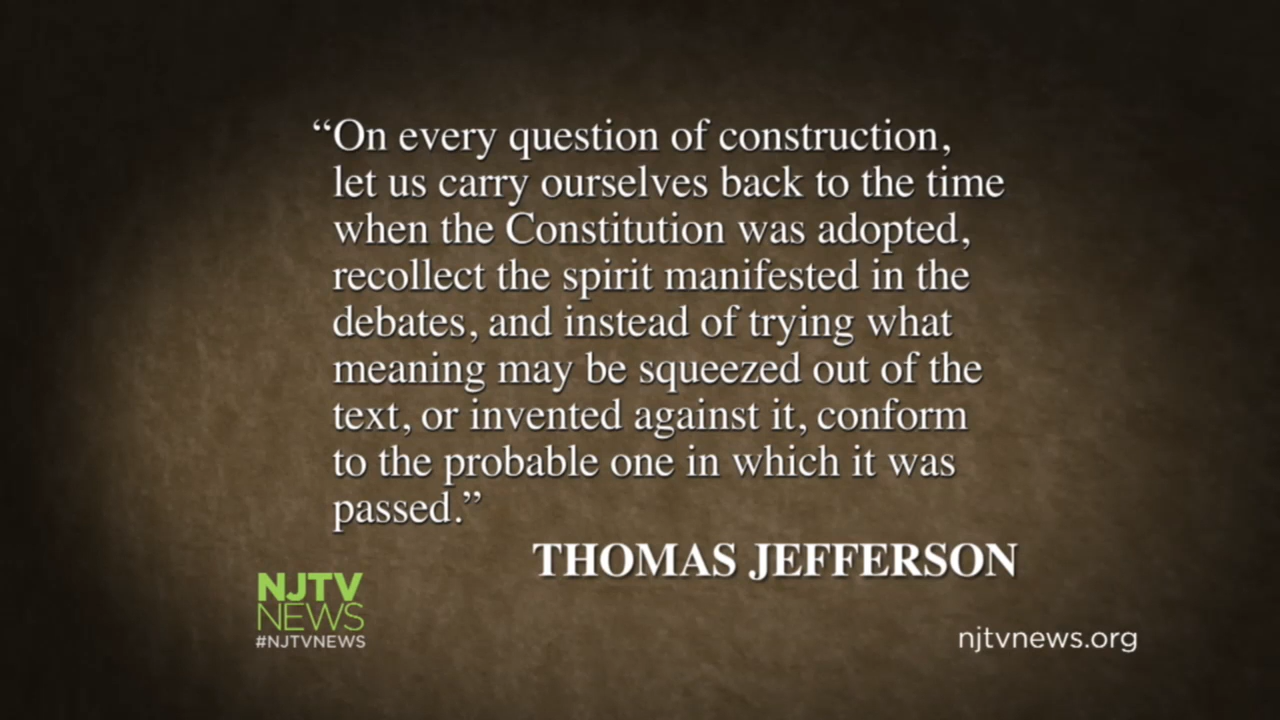 “On every question of construction,
let us carry ourselves back to the time
when the Constitution was adopted,
recollect the spirit manifested in the
debates, and instead of trying what
meaning may be squeezed out of the
text, or invented against it, conform
to the probable one in which it was
passed.”
THOMAS JEFFERSON
NJTV
NEWS
#NJTVNEWS
njtvnews.org